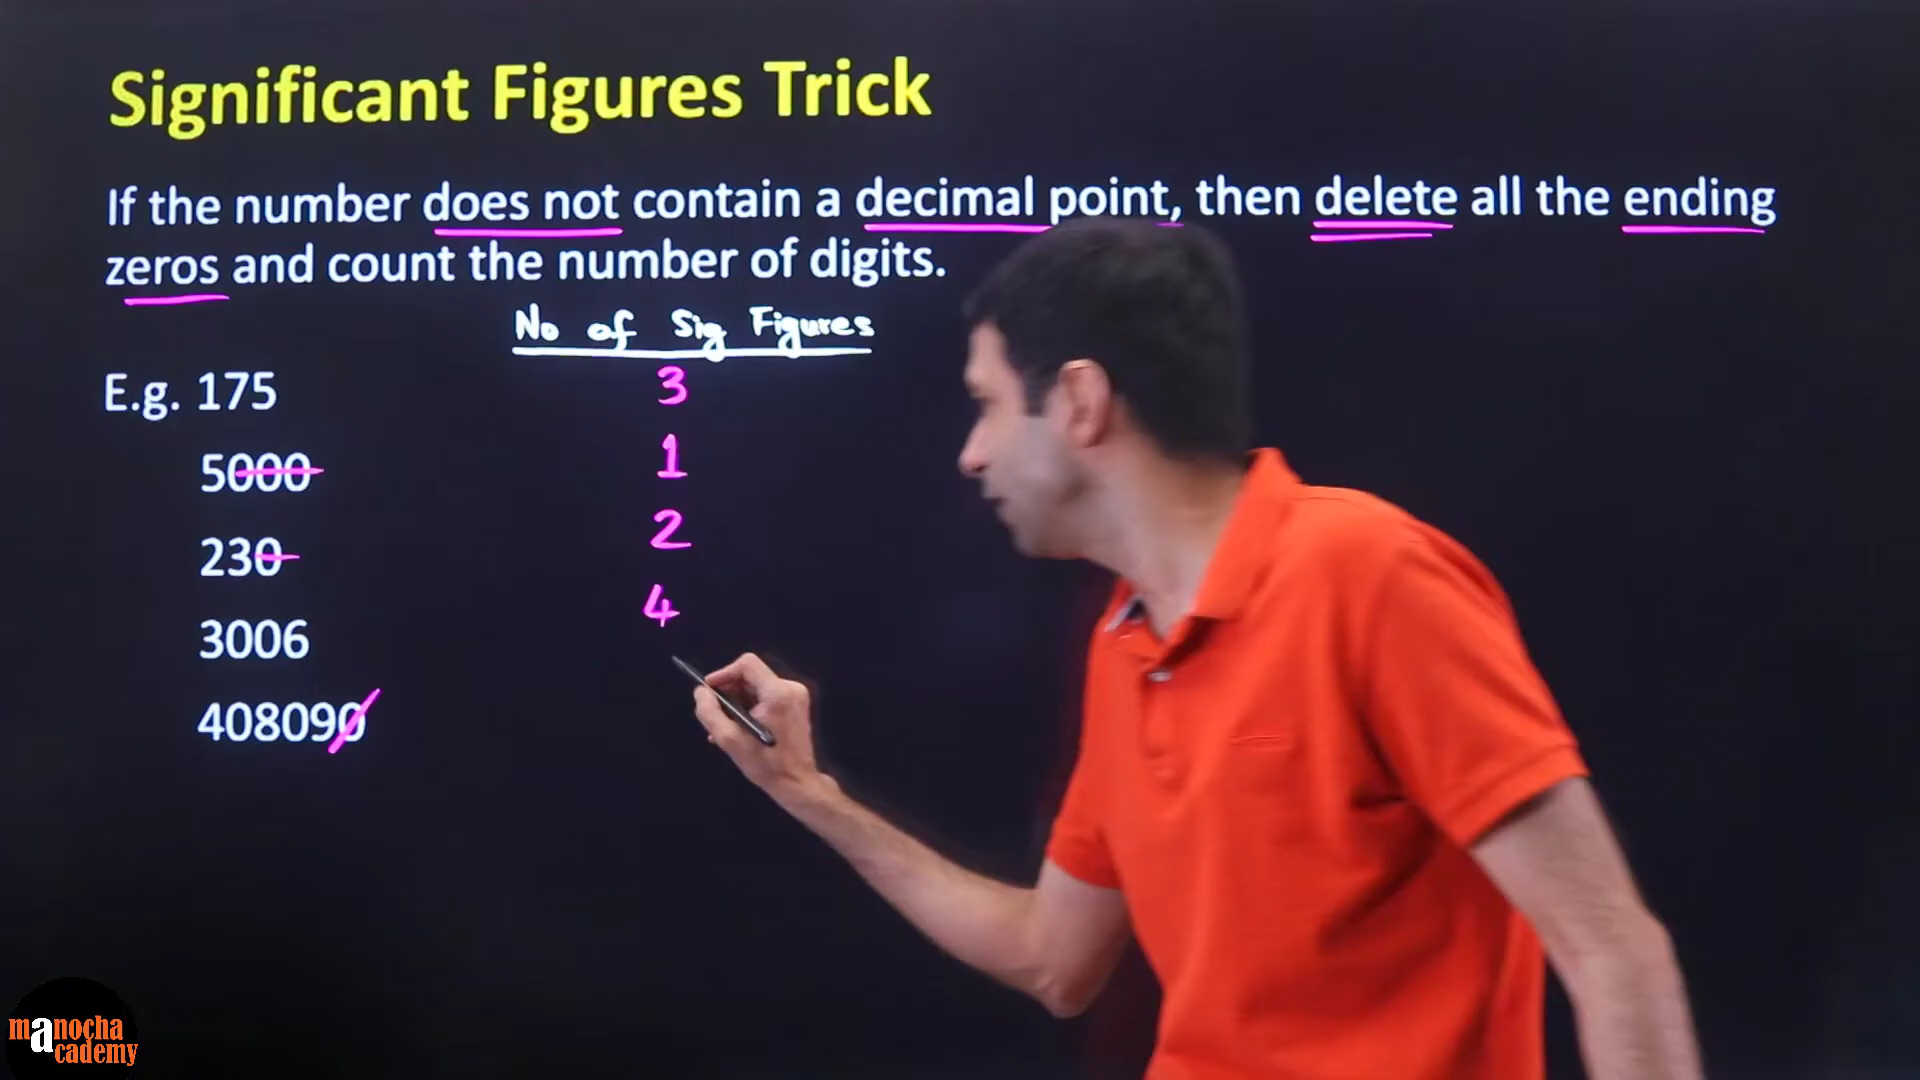 Significant Figures Trick
If the number does not contain a decimal point, then delete all the ending
zeros and count the number of digits.
No of Sig Figures
E.g. 175 3
5000 1
230 2
3006 4
408090
manocha
academy